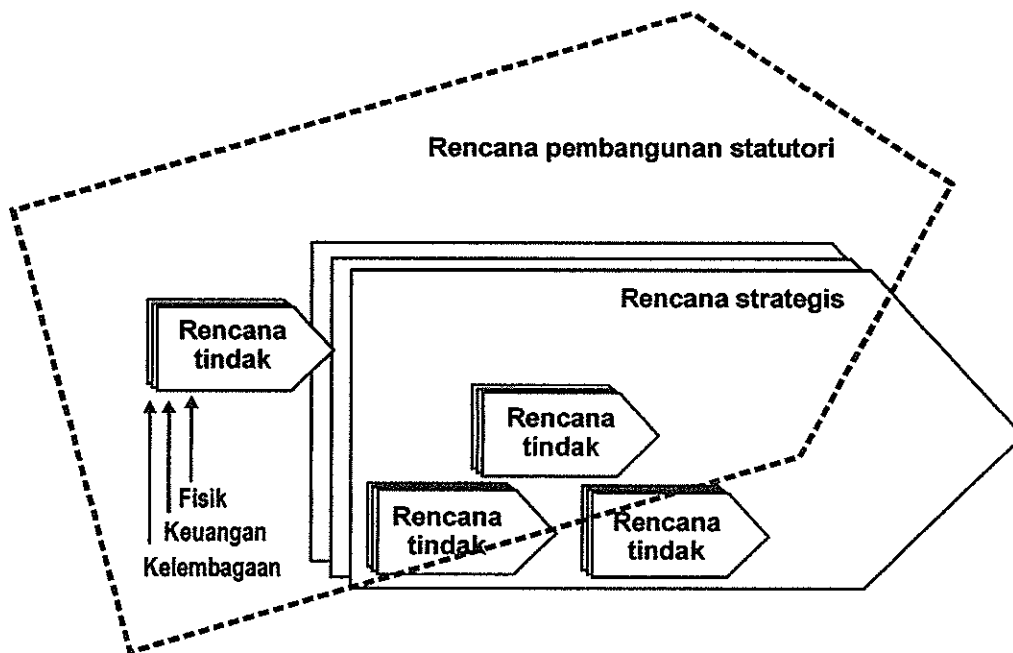 Rencana pembangunan statutori
Rencana strategis
Rencana
tindak
Rencana
tindak
Rencana
tindak
Rencana
tindak
Fisik
Keuangan
Kelembagaan